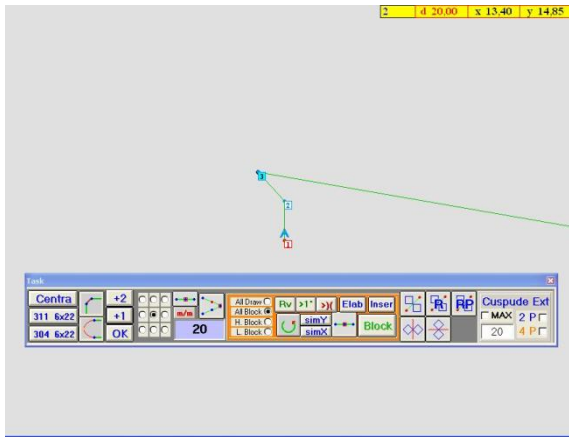 2 d 20,00 x 13,40 y 14,85
3
2
1
Task
Centra +2 All Draw Rv >1° >)( Elab Inser R RP Cuspude Ext
311 6x22 +1 m/m All Block simY MAX 2 P
304 6x22 OK 20 H. Block simX Block 20 4 P
L. Block